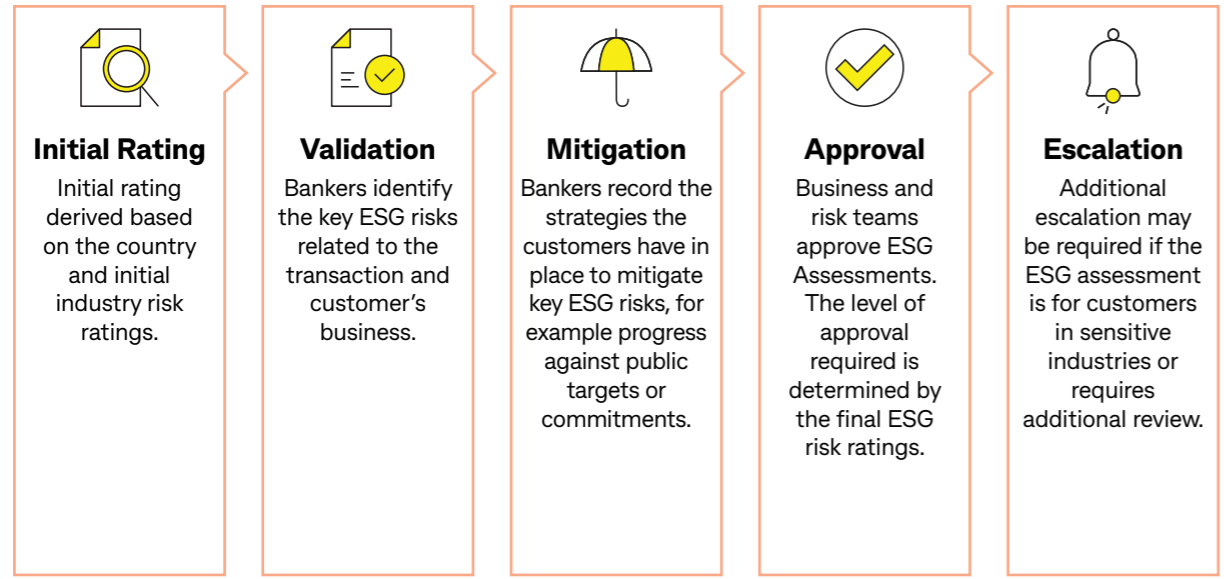 Initial Rating
Initial rating
derived based
on the country
and initial
industry risk
ratings.
Validation
Bankers identify
the key ESG risks
related to the
transaction and
customer's
business.
Mitigation
Bankers record the
strategies the
customers have in
place to mitigate
key ESG risks, for
example progress
against public
targets or
commitments.
Approval
Business and
risk teams
approve ESG
Assessments.
The level of
approval
required is
determined by
the final ESG
risk ratings.
Escalation
Additional
escalation may
be required if the
ESG assessment
is for customers
in sensitive
industries or
requires
additional review.